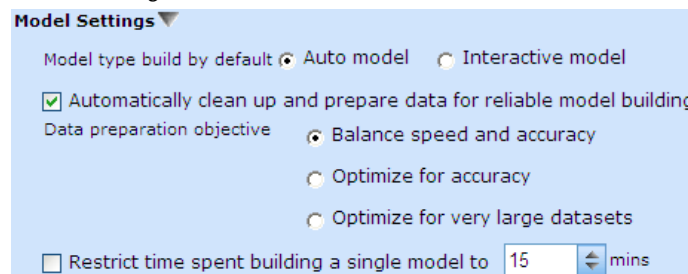 Model Settings
Model type build by default Auto model Interactive model
Automatically clean up and prepare data for reliable model building
Data preparation objective Balance speed and accuracy
Optimize for accuracy
Optimize for very large datasets
Restrict time spent building a single model to 15 mins